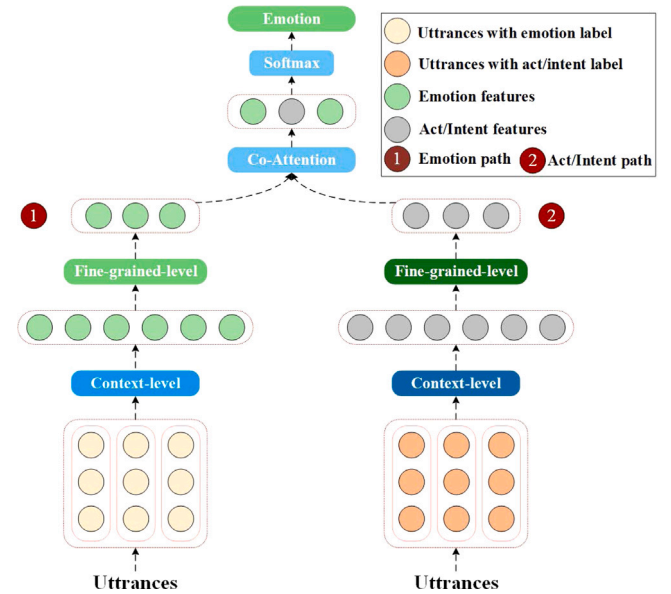 Emotion
Softmax
Co-Attention
Uttrances with emotion label
Uttrances with act/intent label
Emotion features
Act/Intent features
1 Emotion path 2 Act/Intent path
1
2
Fine-grained-level
Fine-grained-level
Context-level
Context-level
Uttrances
Uttrances